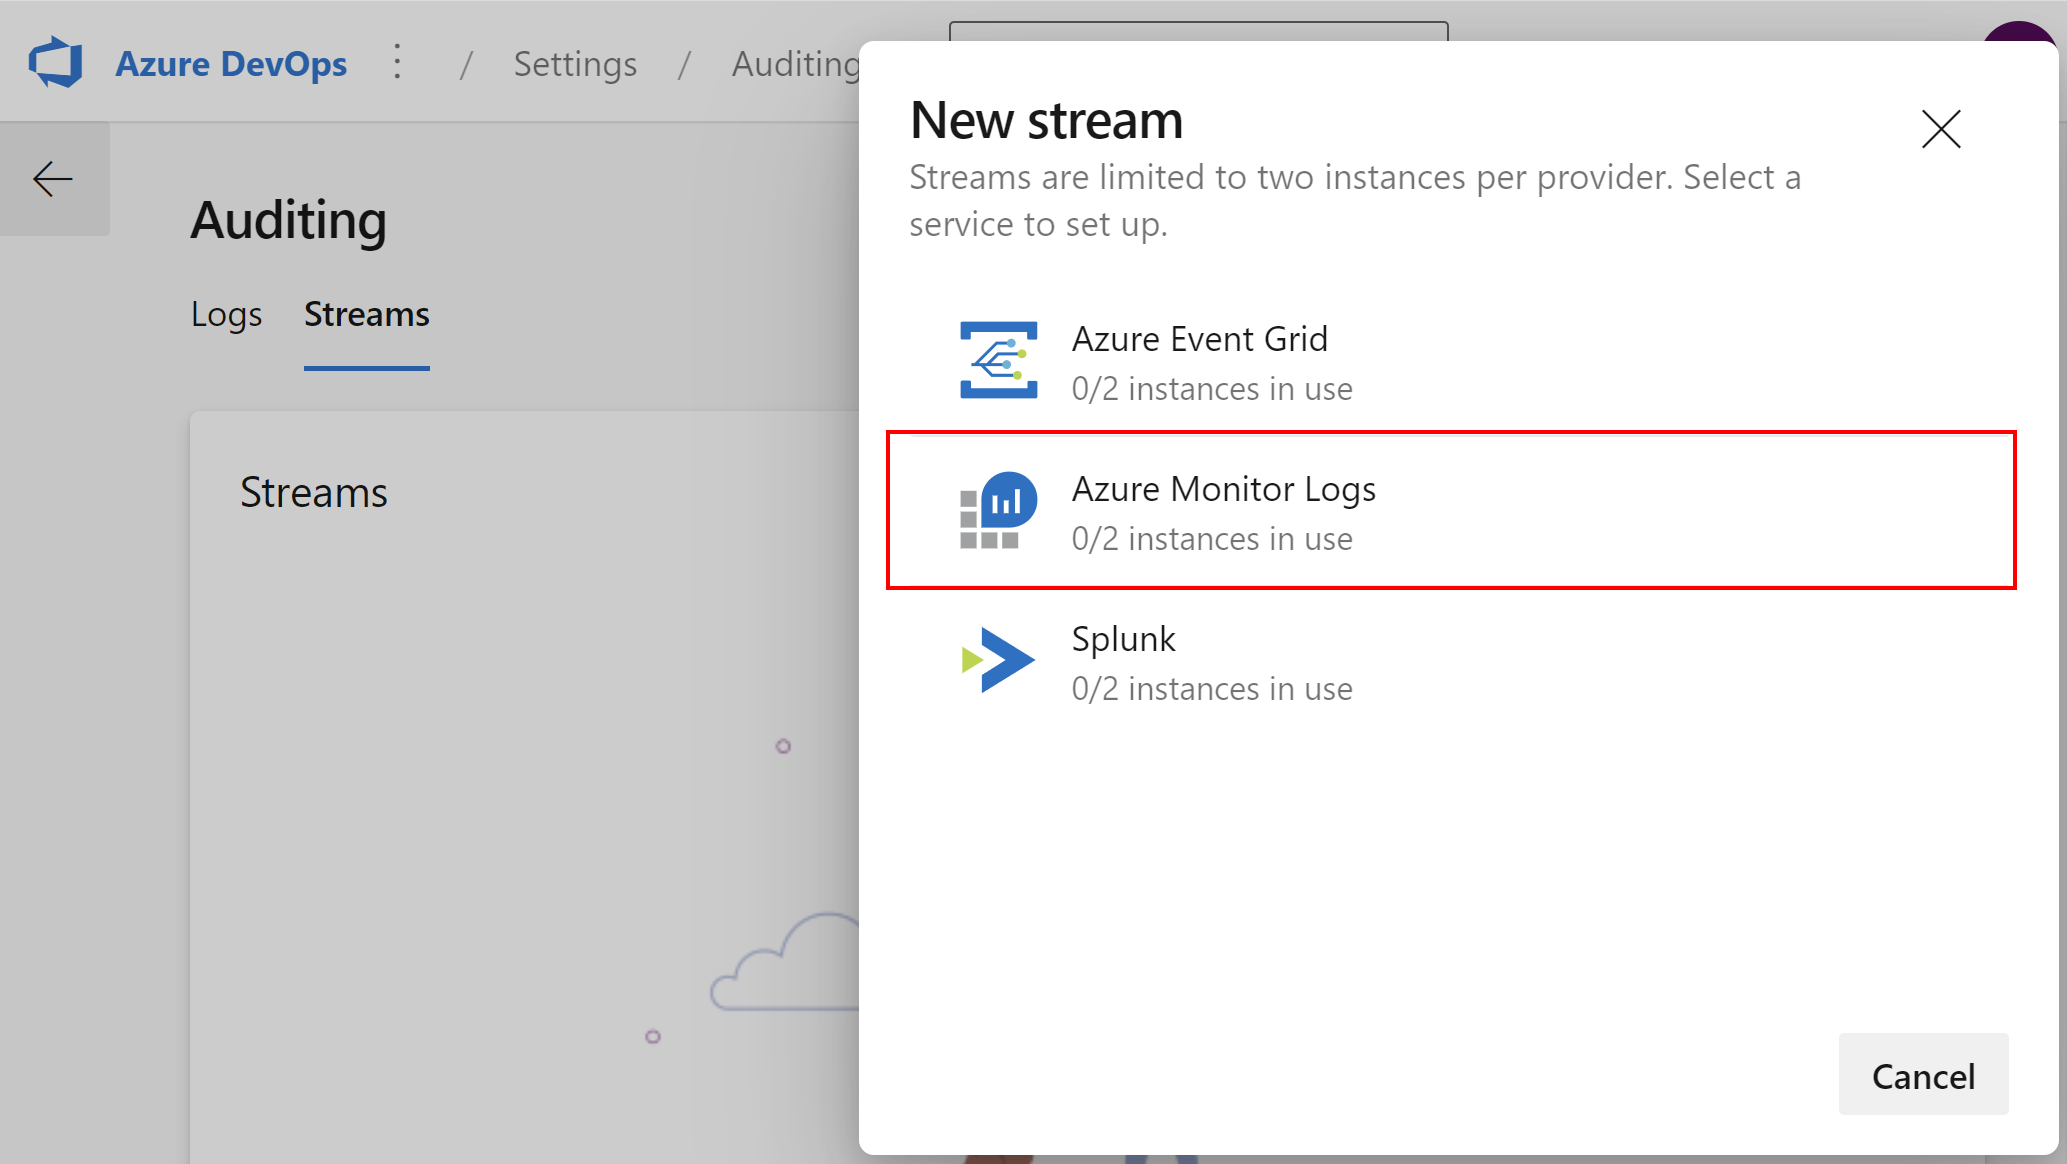 Azure DevOps / Settings / Auditing
Auditing
Logs Streams
Streams
New stream
Streams are limited to two instances per provider. Select a
service to set up.
Azure Event Grid
0/2 instances in use
Azure Monitor Logs
0/2 instances in use
Splunk
0/2 instances in use
Cancel